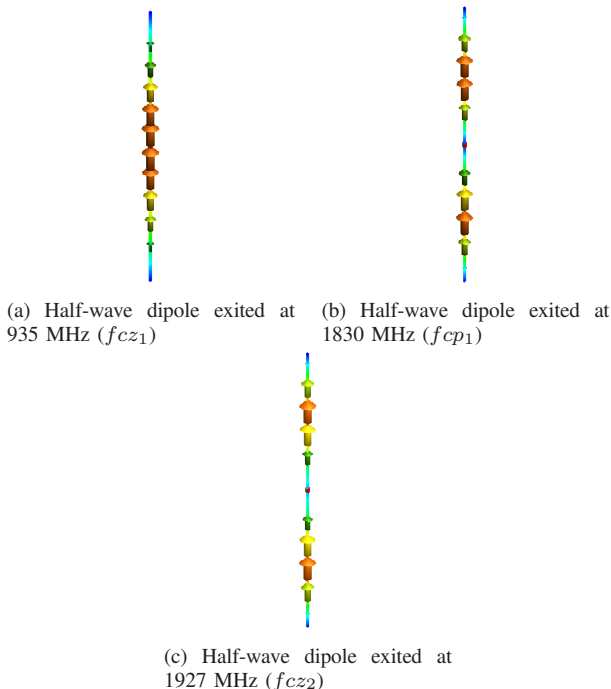 (a) Half-wave dipole exited at
935 MHz (fcz₁)
(b) Half-wave dipole exited at
1830 MHz (fcp₁)
(c) Half-wave dipole exited at
1927 MHz (fcz₂)